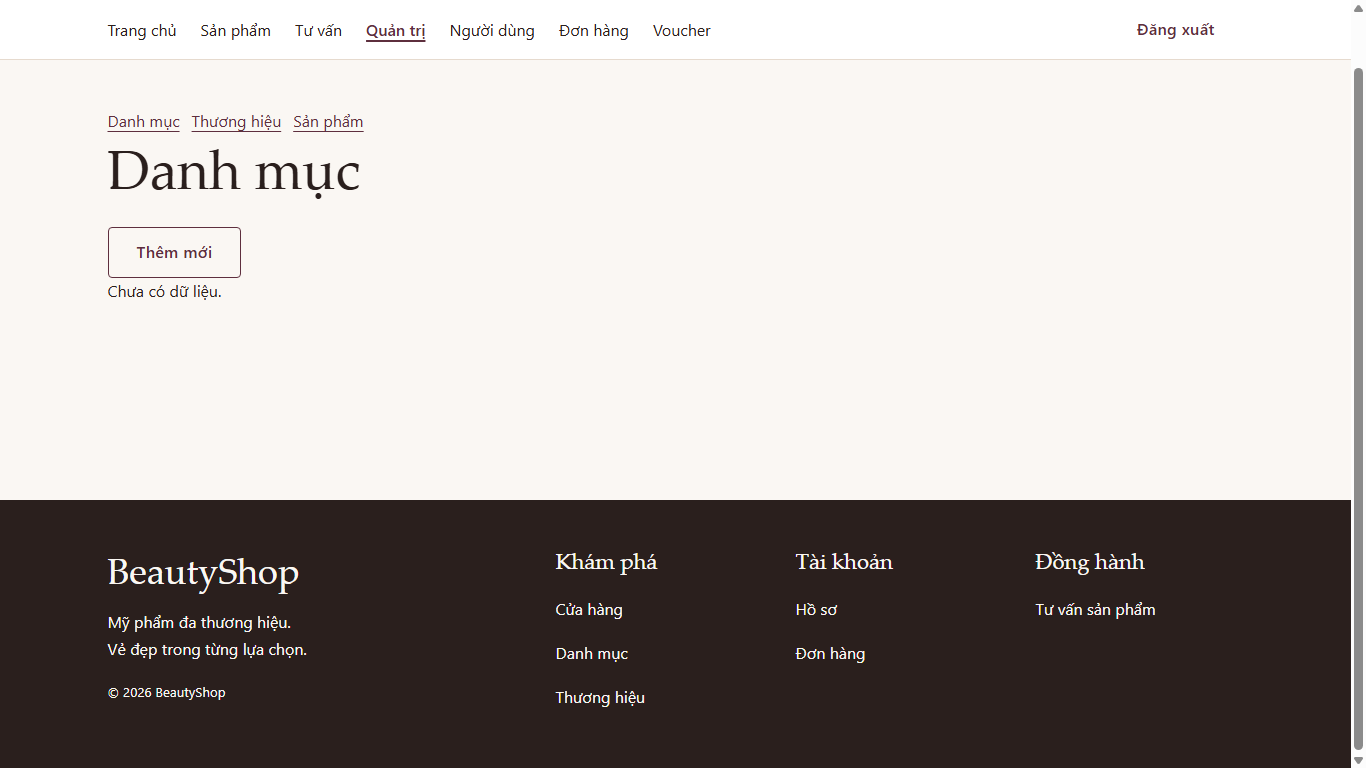 Trang chủ Sản phẩm Tư vấn Quản trị Người dùng Đơn hàng Voucher Đăng xuất
Danh mục Thương hiệu Sản phẩm
Danh mục
Thêm mới
Chưa có dữ liệu.
BeautyShop
Mỹ phẩm đa thương hiệu.
Vẻ đẹp trong từng lựa chọn.
© 2026 BeautyShop
Khám phá
Cửa hàng
Danh mục
Thương hiệu
Tài khoản
Hồ sơ
Đơn hàng
Đồng hành
Tư vấn sản phẩm